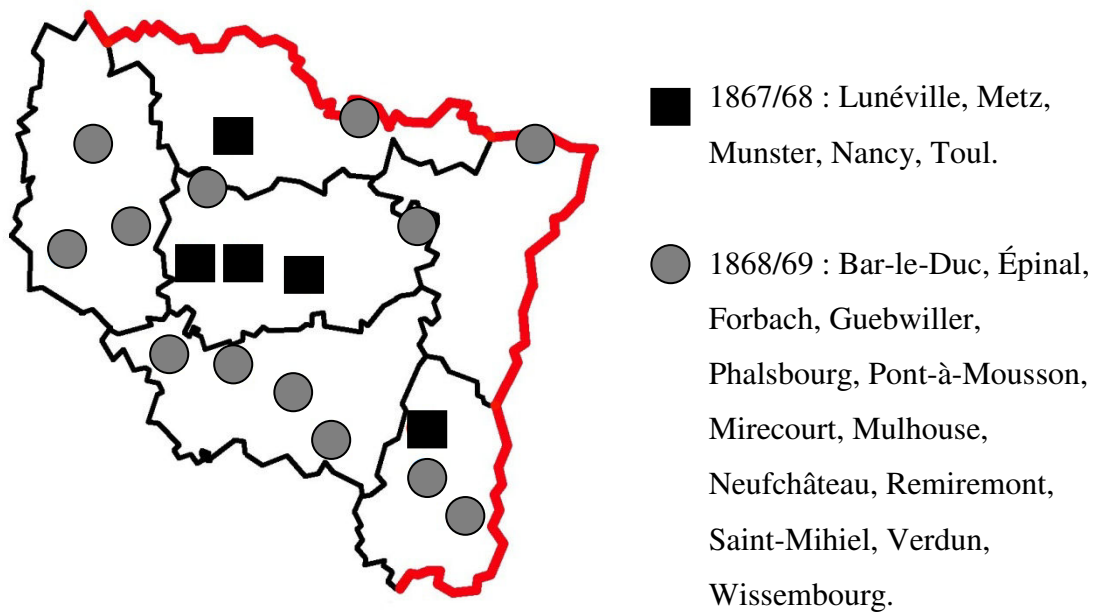 1867/68 : Lunéville, Metz,
Munster, Nancy, Toul.
1868/69 : Bar-le-Duc, Épinal,
Forbach, Guebwiller,
Phalsbourg, Pont-à-Mousson,
Mirecourt, Mulhouse,
Neufchâteau, Remiremont,
Saint-Mihiel, Verdun,
Wissembourg.